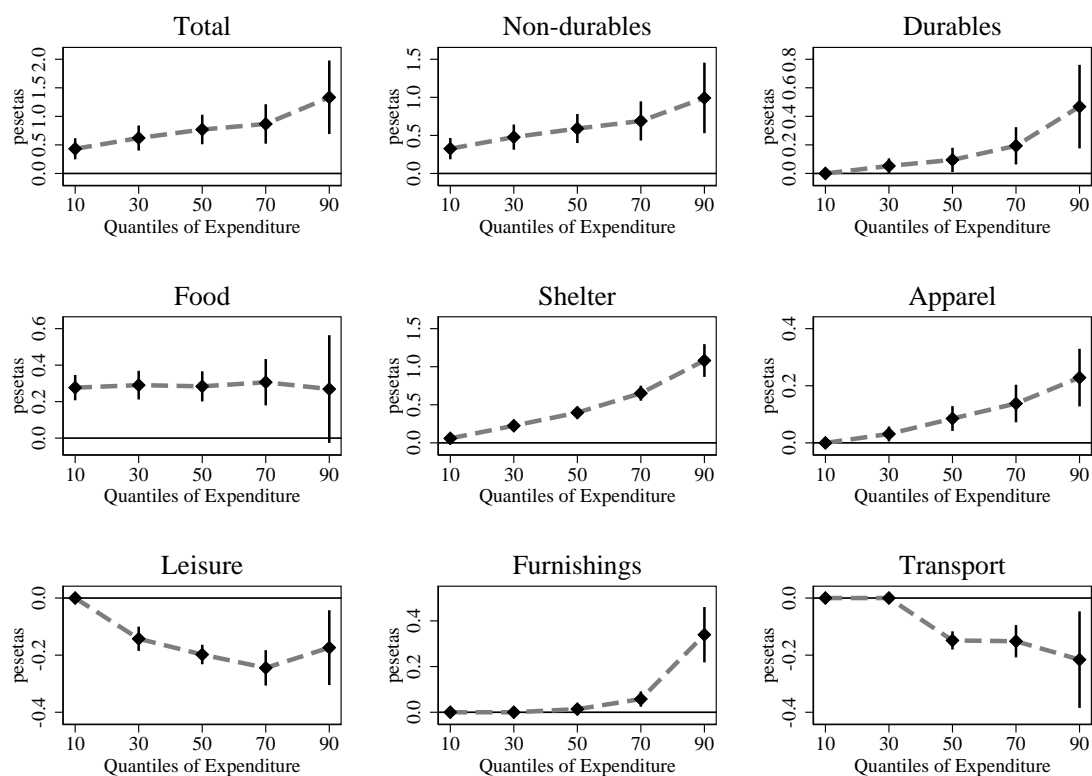 Total
pesetas
0.0 0.5 1.0 1.5 2.0
10 30 50 70 90
Quantiles of Expenditure
Non-durables
pesetas
0.0 0.5 1.0 1.5
10 30 50 70 90
Quantiles of Expenditure
Durables
pesetas
0.0 0.2 0.4 0.6 0.8
10 30 50 70 90
Quantiles of Expenditure
Food
pesetas
0.0 0.2 0.4 0.6
10 30 50 70 90
Quantiles of Expenditure
Shelter
pesetas
0.0 0.5 1.0 1.5
10 30 50 70 90
Quantiles of Expenditure
Apparel
pesetas
0.0 0.2 0.4
10 30 50 70 90
Quantiles of Expenditure
Leisure
pesetas
-0.4 -0.2 0.0
10 30 50 70 90
Quantiles of Expenditure
Furnishings
pesetas
0.0 0.2 0.4
10 30 50 70 90
Quantiles of Expenditure
Transport
pesetas
-0.4 -0.2 0.0
10 30 50 70 90
Quantiles of Expenditure